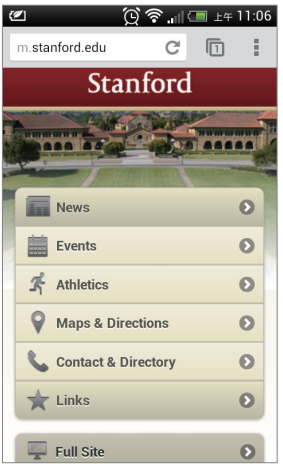 上午 11:06
m.stanford.edu 1
Stanford
News
Events
Athletics
Maps & Directions
Contact & Directory
Links
Full Site